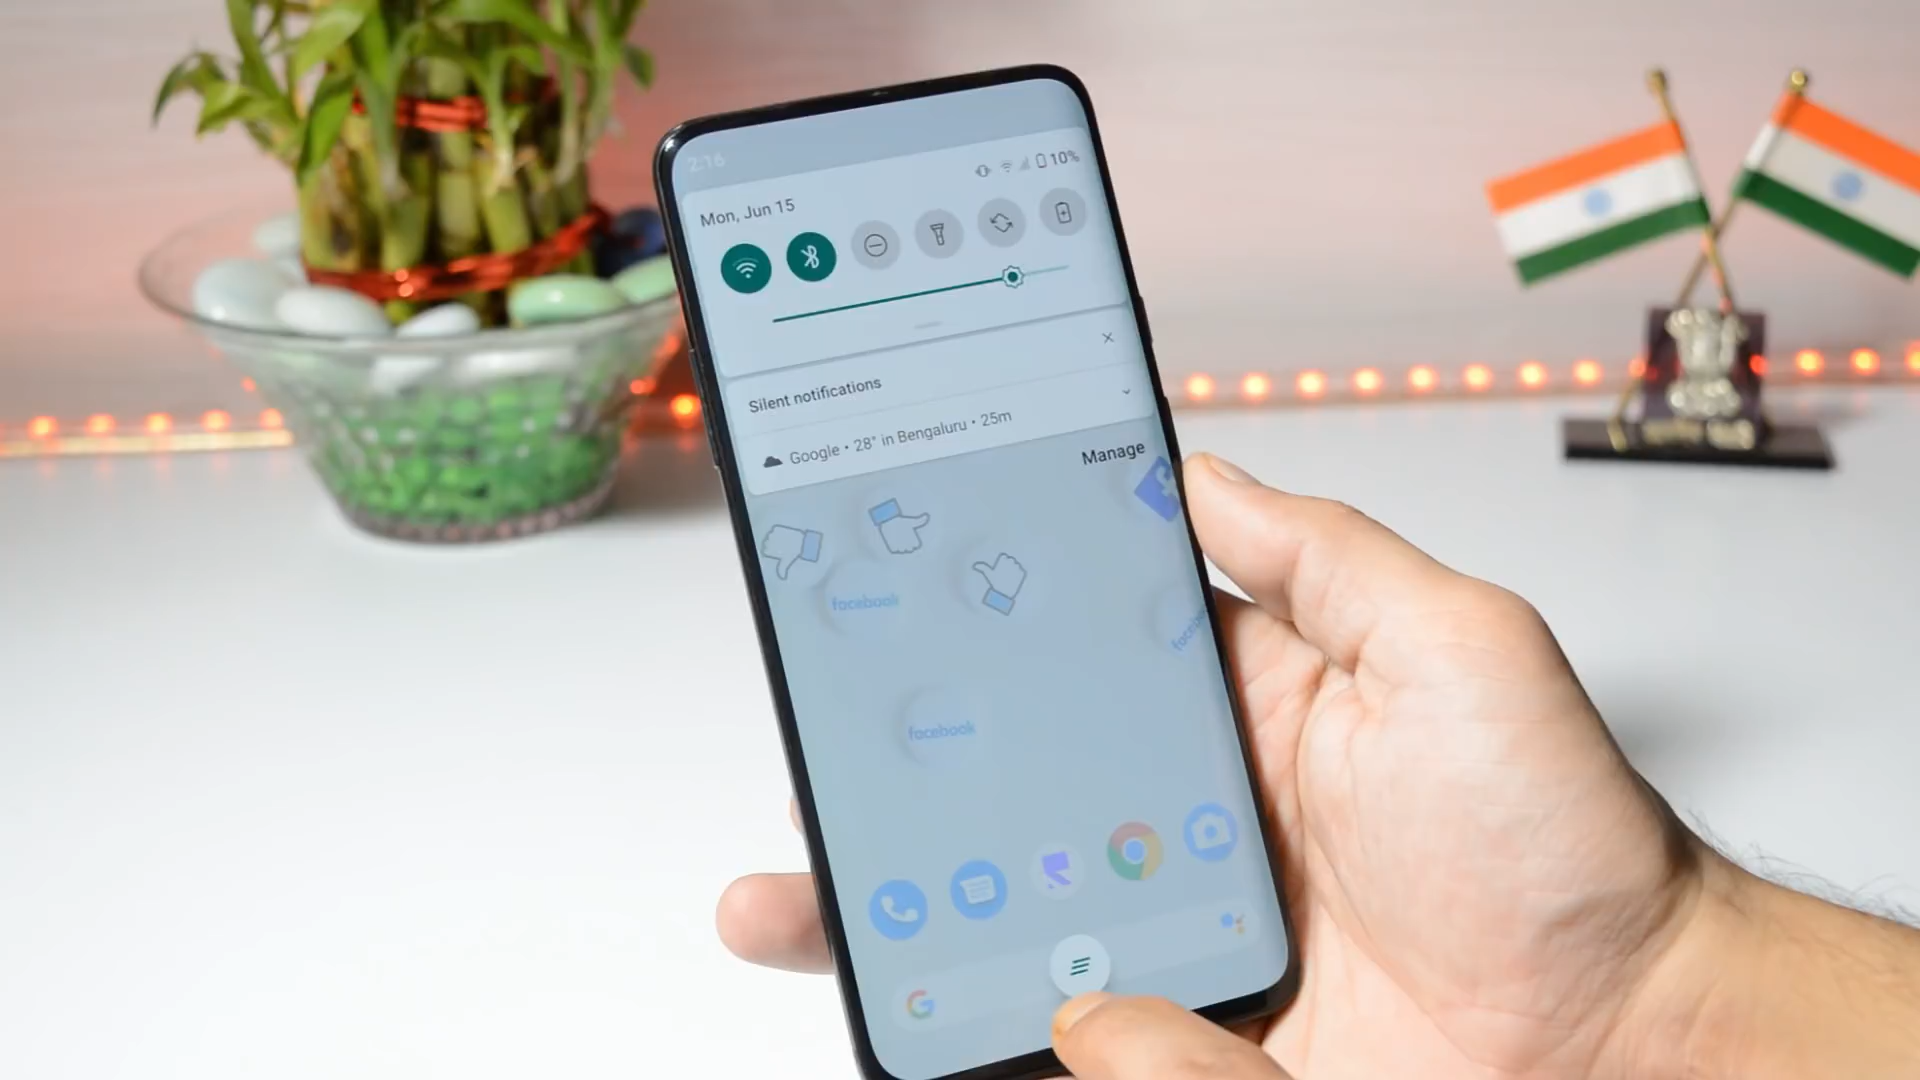 2:16
10%
Mon, Jun 15
Silent notifications
Google • 28° in Bengaluru • 25m
Manage
facebook
facebook